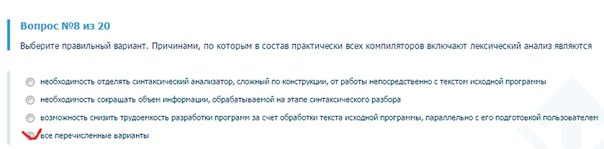 Вопрос №8 из 20
Выберите правильный вариант. Причинами, по которым в состав практически всех компиляторов включают лексический анализ являются
необходимость отделять синтаксический анализатор, сложный по конструкции, от работы непосредственно с текстом исходной программы
необходимость сокращать объем информации, обрабатываемой на этапе синтаксического разбора
возможность снизить трудоемкость разработки программ за счет обработки текста исходной программы, параллельно с его подготовкой пользователем
все перечисленные варианты